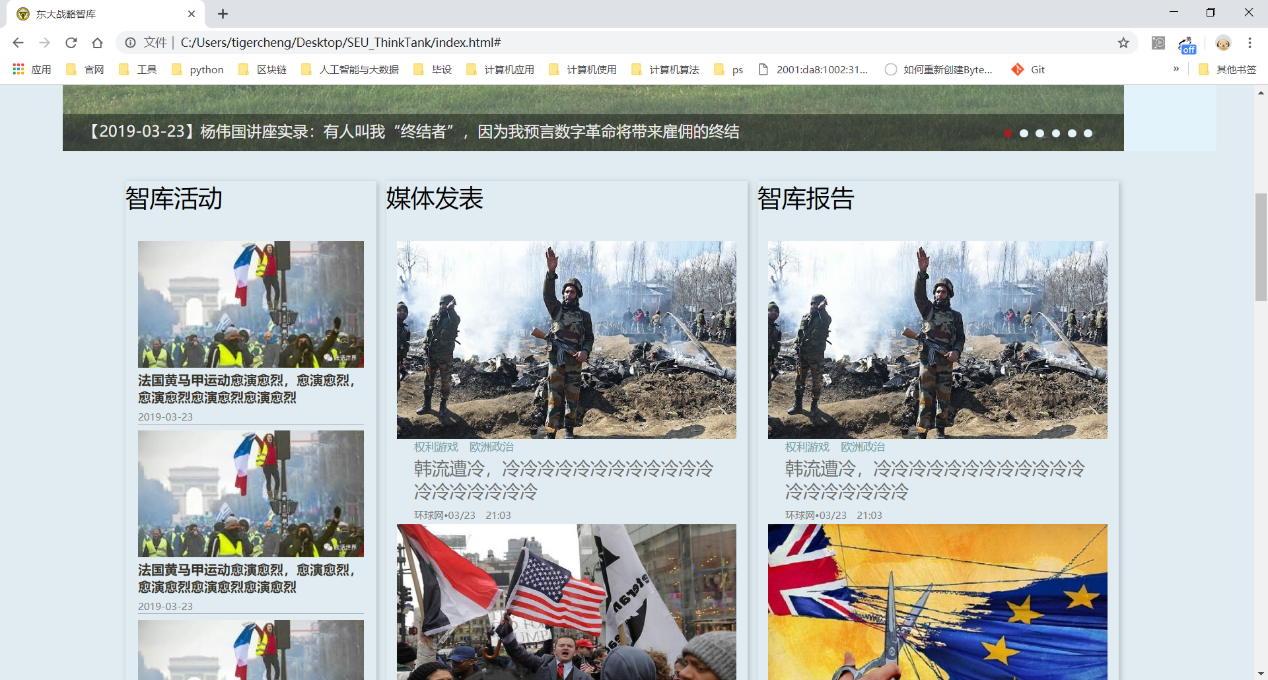 东大战略智库
文件 | C:/Users/tigercheng/Desktop/SEU_ThinkTank/index.html#
off
应用 官网 工具 python 区块链 人工智能与大数据 毕设 计算机应用 计算机使用 计算机算法 ps 2001:da8:1002:31... 如何重新创建Byte... Git » 其他书签
【2019-03-23】杨伟国讲座实录：有人叫我“终结者”，因为我预言数字革命将带来雇佣的终结
智库活动 媒体发表 智库报告
法国黄马甲运动愈演愈烈，愈演愈烈，
愈演愈烈愈演愈烈愈演愈烈
2019-03-23
法国黄马甲运动愈演愈烈，愈演愈烈，
愈演愈烈愈演愈烈愈演愈烈
2019-03-23
权利游戏 欧洲政治
韩流遭冷，冷冷冷冷冷冷冷冷冷冷冷冷
冷冷冷冷冷冷冷
环球网•03/23 21:03
权利游戏 欧洲政治
韩流遭冷，冷冷冷冷冷冷冷冷冷冷冷冷
冷冷冷冷冷冷冷
环球网•03/23 21:03